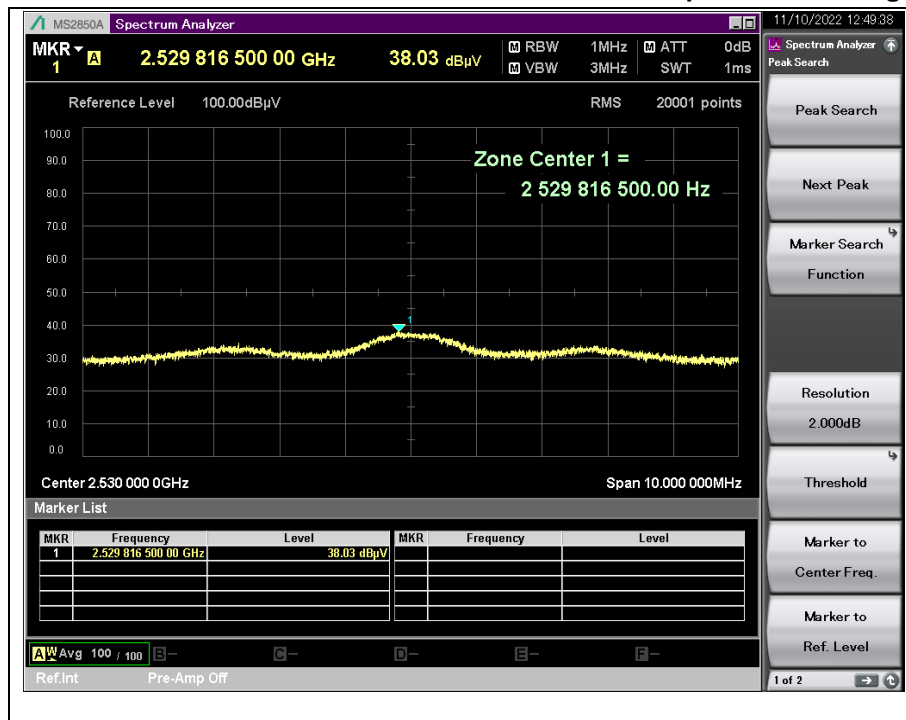 MS2850A Spectrum Analyzer
11/10/2022 12:49:38
MKR 1 A 2.529 816 500 00 GHz 38.03 dBµV
M RBW 1MHz M ATT 0dB
M VBW 3MHz SWT 1ms
Reference Level 100.00dBµV RMS 20001 points
Zone Center 1 =
2 529 816 500.00 Hz
100.0
90.0
80.0
70.0
60.0
50.0
40.0
30.0
20.0
10.0
0.0
1
Center 2.530 000 0GHz Span 10.000 000MHz
Marker List
MKR Frequency Level MKR Frequency Level
1 2.529 816 500 00 GHz 38.03 dBµV
A W Avg 100 / 100 B- C- D- E- F-
Ref.Int Pre-Amp Off
Spectrum Analyzer
Peak Search
Peak Search
Next Peak
Marker Search
Function
Resolution
2.000dB
Threshold
Marker to
Center Freq.
Marker to
Ref. Level
1 of 2